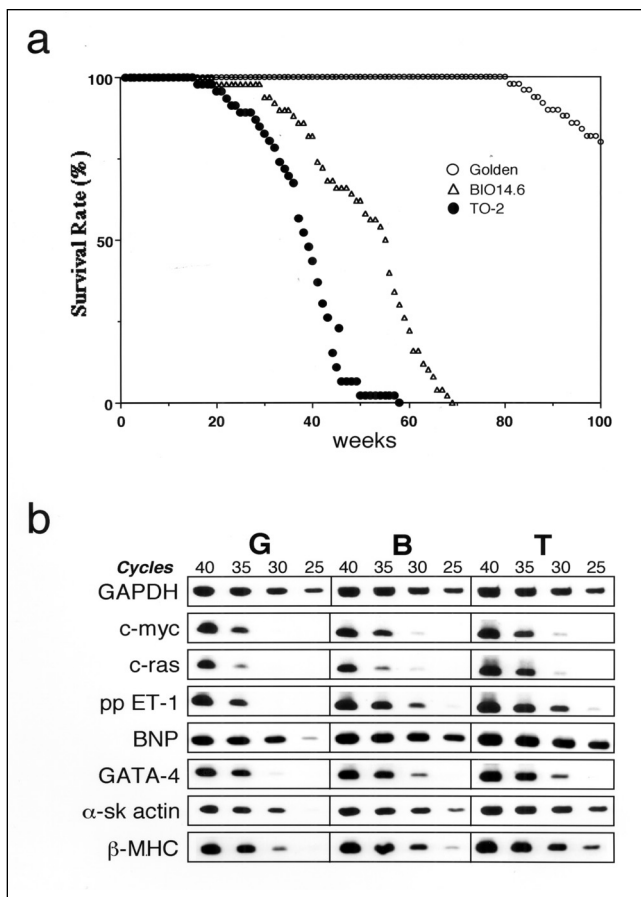 a
100
50
0
Survival Rate (%)
Golden
BIO14.6
TO-2
0 20 40 60 80 100
weeks
b
G B T
Cycles 40 35 30 25 40 35 30 25 40 35 30 25
GAPDH
c-myc
c-ras
pp ET-1
BNP
GATA-4
α-sk actin
β-MHC